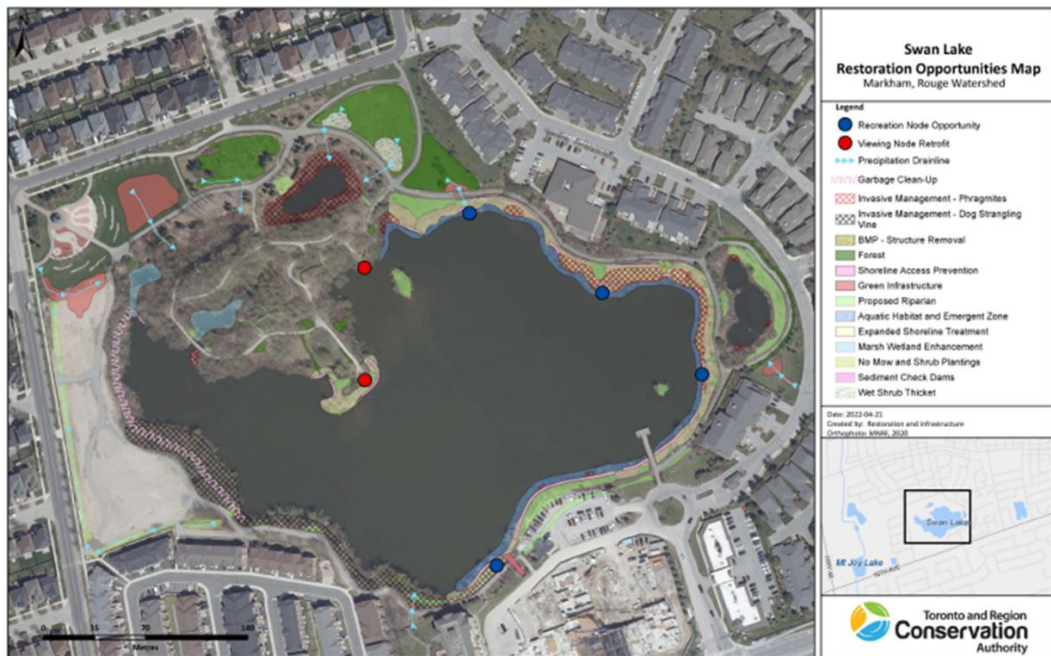 N
Swan Lake
Restoration Opportunities Map
Markham, Rouge Watershed
Legend
Recreation Node Opportunity
Viewing Node Retrofit
Precipitation Drainline
Garbage Clean-Up
Invasive Management - Phragmites
Invasive Management - Dog Strangling
Vine
BMP - Structure Removal
Forest
Shoreline Access Prevention
Green Infrastructure
Proposed Riparian
Aquatic Habitat and Emergent Zone
Expanded Shoreline Treatment
Marsh Wetland Enhancement
No Mow and Shrub Plantings
Sediment Check Dams
Wet Shrub Thicket
Date: 2022-04-21
Created by: Restoration and Infrastructure
Orthophoto: MNRF, 2020
Swan Lake
Mt Joy Lake
16TH AVE
0 70 140
Metres
Toronto and Region
Conservation
Authority